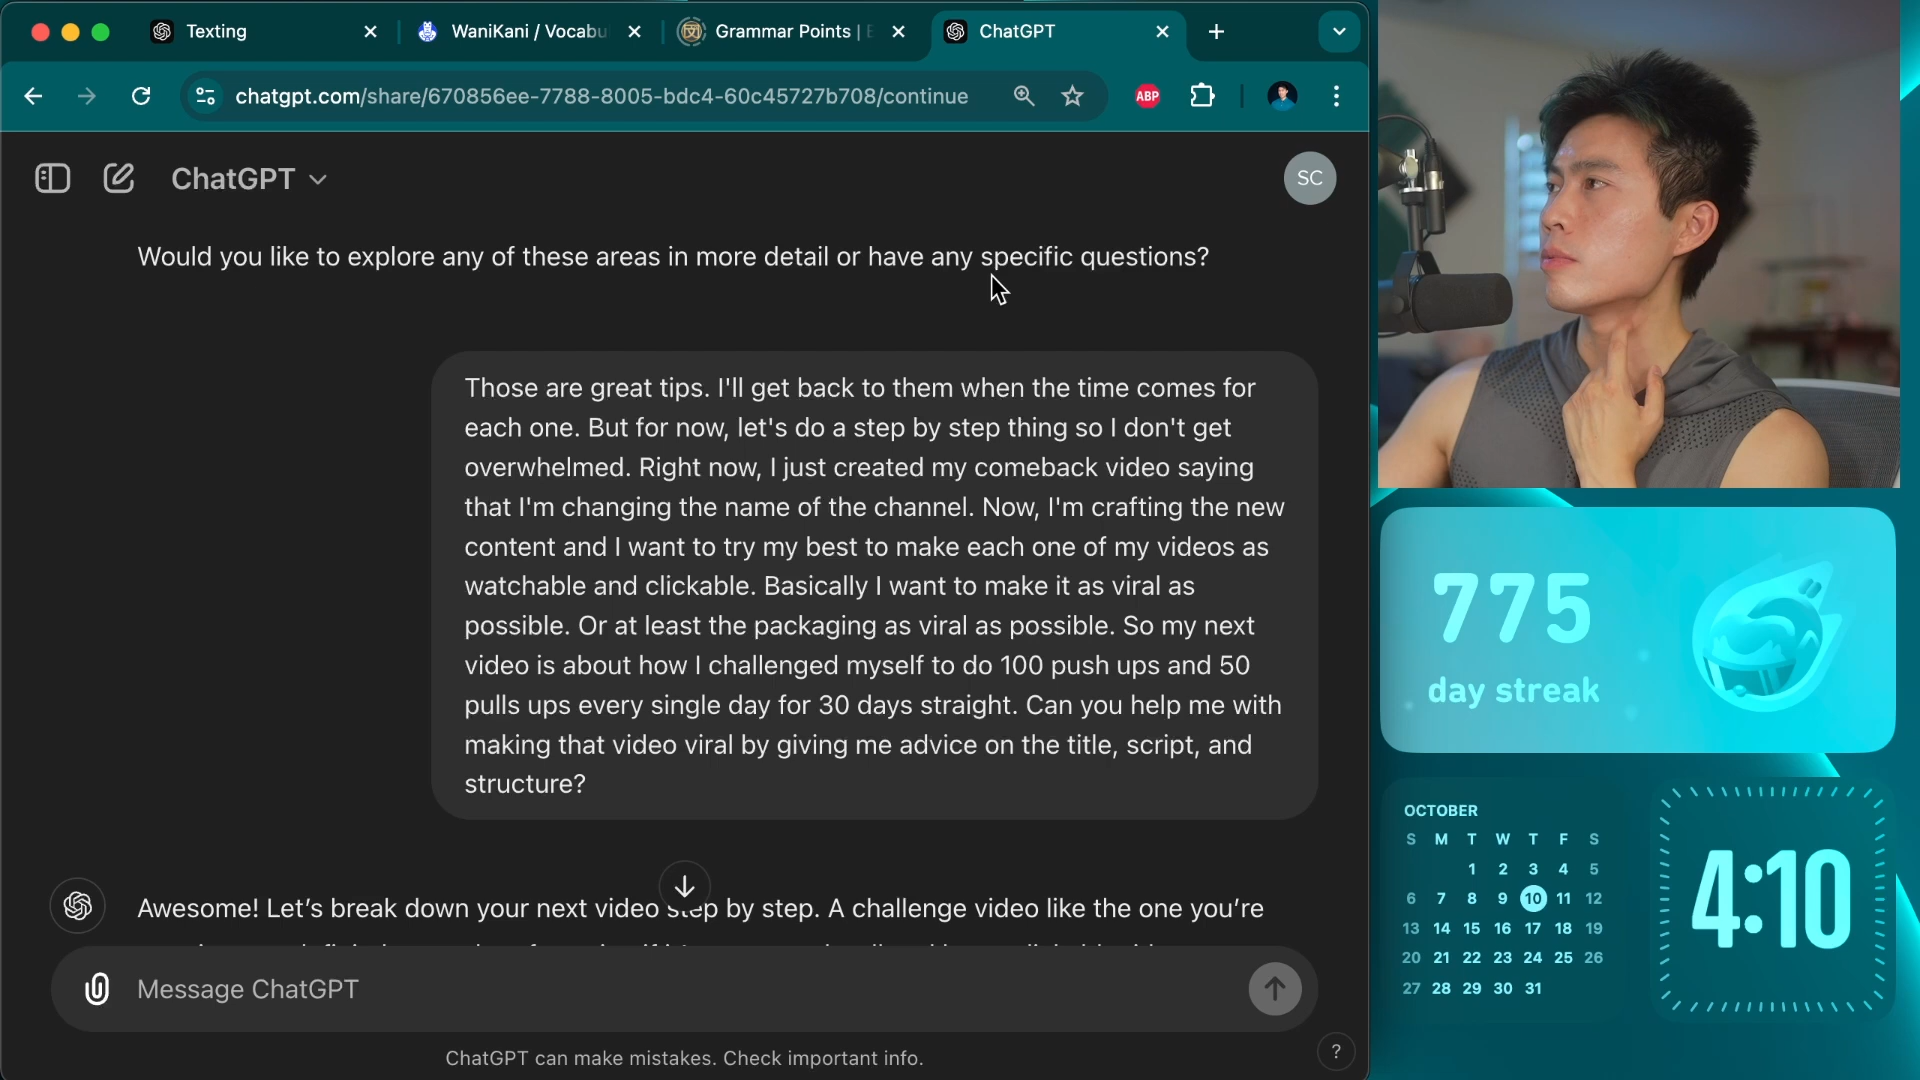 Texting
WaniKani / Vocabu
Grammar Points | E
ChatGPT
chatgpt.com/share/670856ee-7788-8005-bdc4-60c45727b708/continue
ABP
ChatGPT
SC
Would you like to explore any of these areas in more detail or have any specific questions?
Those are great tips. I'll get back to them when the time comes for
each one. But for now, let's do a step by step thing so I don't get
overwhelmed. Right now, I just created my comeback video saying
that I'm changing the name of the channel. Now, I'm crafting the new
content and I want to try my best to make each one of my videos as
watchable and clickable. Basically I want to make it as viral as
possible. Or at least the packaging as viral as possible. So my next
video is about how I challenged myself to do 100 push ups and 50
pulls ups every single day for 30 days straight. Can you help me with
making that video viral by giving me advice on the title, script, and
structure?
Awesome! Let’s break down your next video step by step. A challenge video like the one you’re
Message ChatGPT
ChatGPT can make mistakes. Check important info.
?
775
day streak
OCTOBER
S M T W T F S
1 2 3 4 5
6 7 8 9 10 11 12
13 14 15 16 17 18 19
20 21 22 23 24 25 26
27 28 29 30 31
4:10